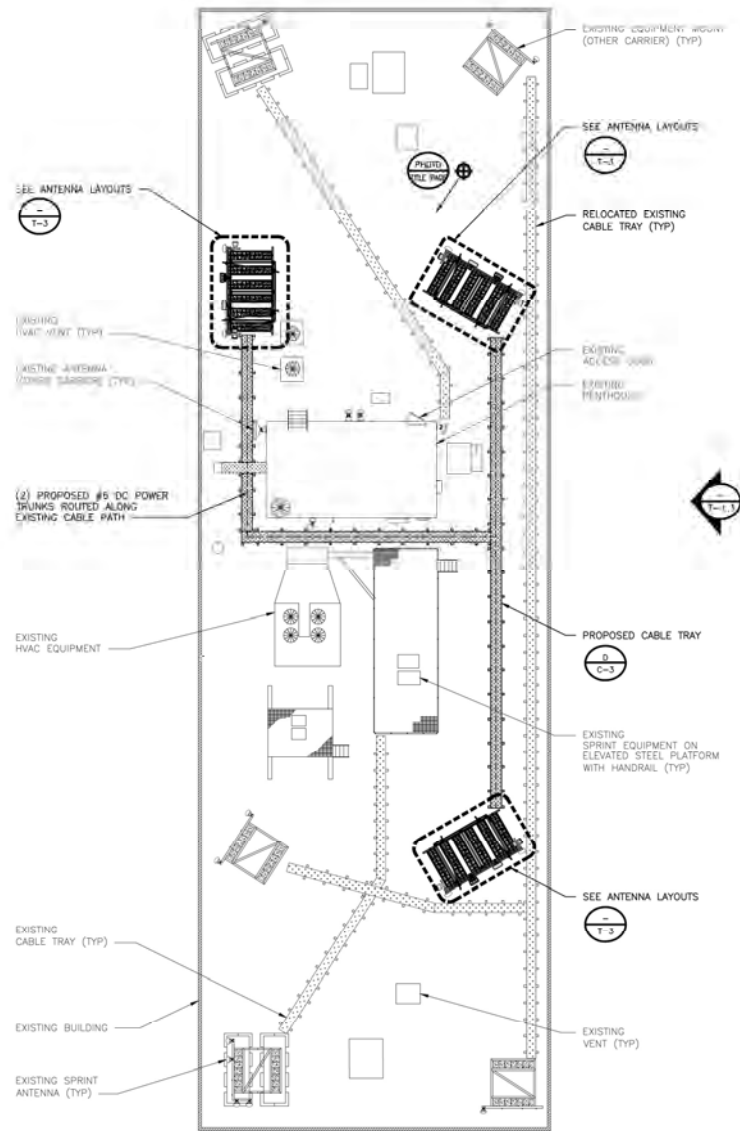 EXISTING EQUIPMENT MOUNT
(OTHER CARRIER) (TYP)
SEE ANTENNA LAYOUTS
-
T-3
PHOTO
TITLE PAGE
SEE ANTENNA LAYOUTS
-
T-3
RELOCATED EXISTING
CABLE TRAY (TYP)
EXISTING
HVAC VENT (TYP)
EXISTING
ACCESS DOOR
EXISTING ANTENNA
(OTHER CARRIER) (TYP)
EXISTING
PENTHOUSE
(2) PROPOSED #5 DC POWER
TRUNKS ROUTED ALONG
EXISTING CABLE PATH
-
EXISTING
HVAC EQUIPMENT
PROPOSED CABLE TRAY
D
C-3
EXISTING
SPRINT EQUIPMENT ON
ELEVATED STEEL PLATFORM
WITH HANDRAIL (TYP)
SEE ANTENNA LAYOUTS
-
T-3
EXISTING
CABLE TRAY (TYP)
EXISTING BUILDING
EXISTING
VENT (TYP)
EXISTING SPRINT
ANTENNA (TYP)